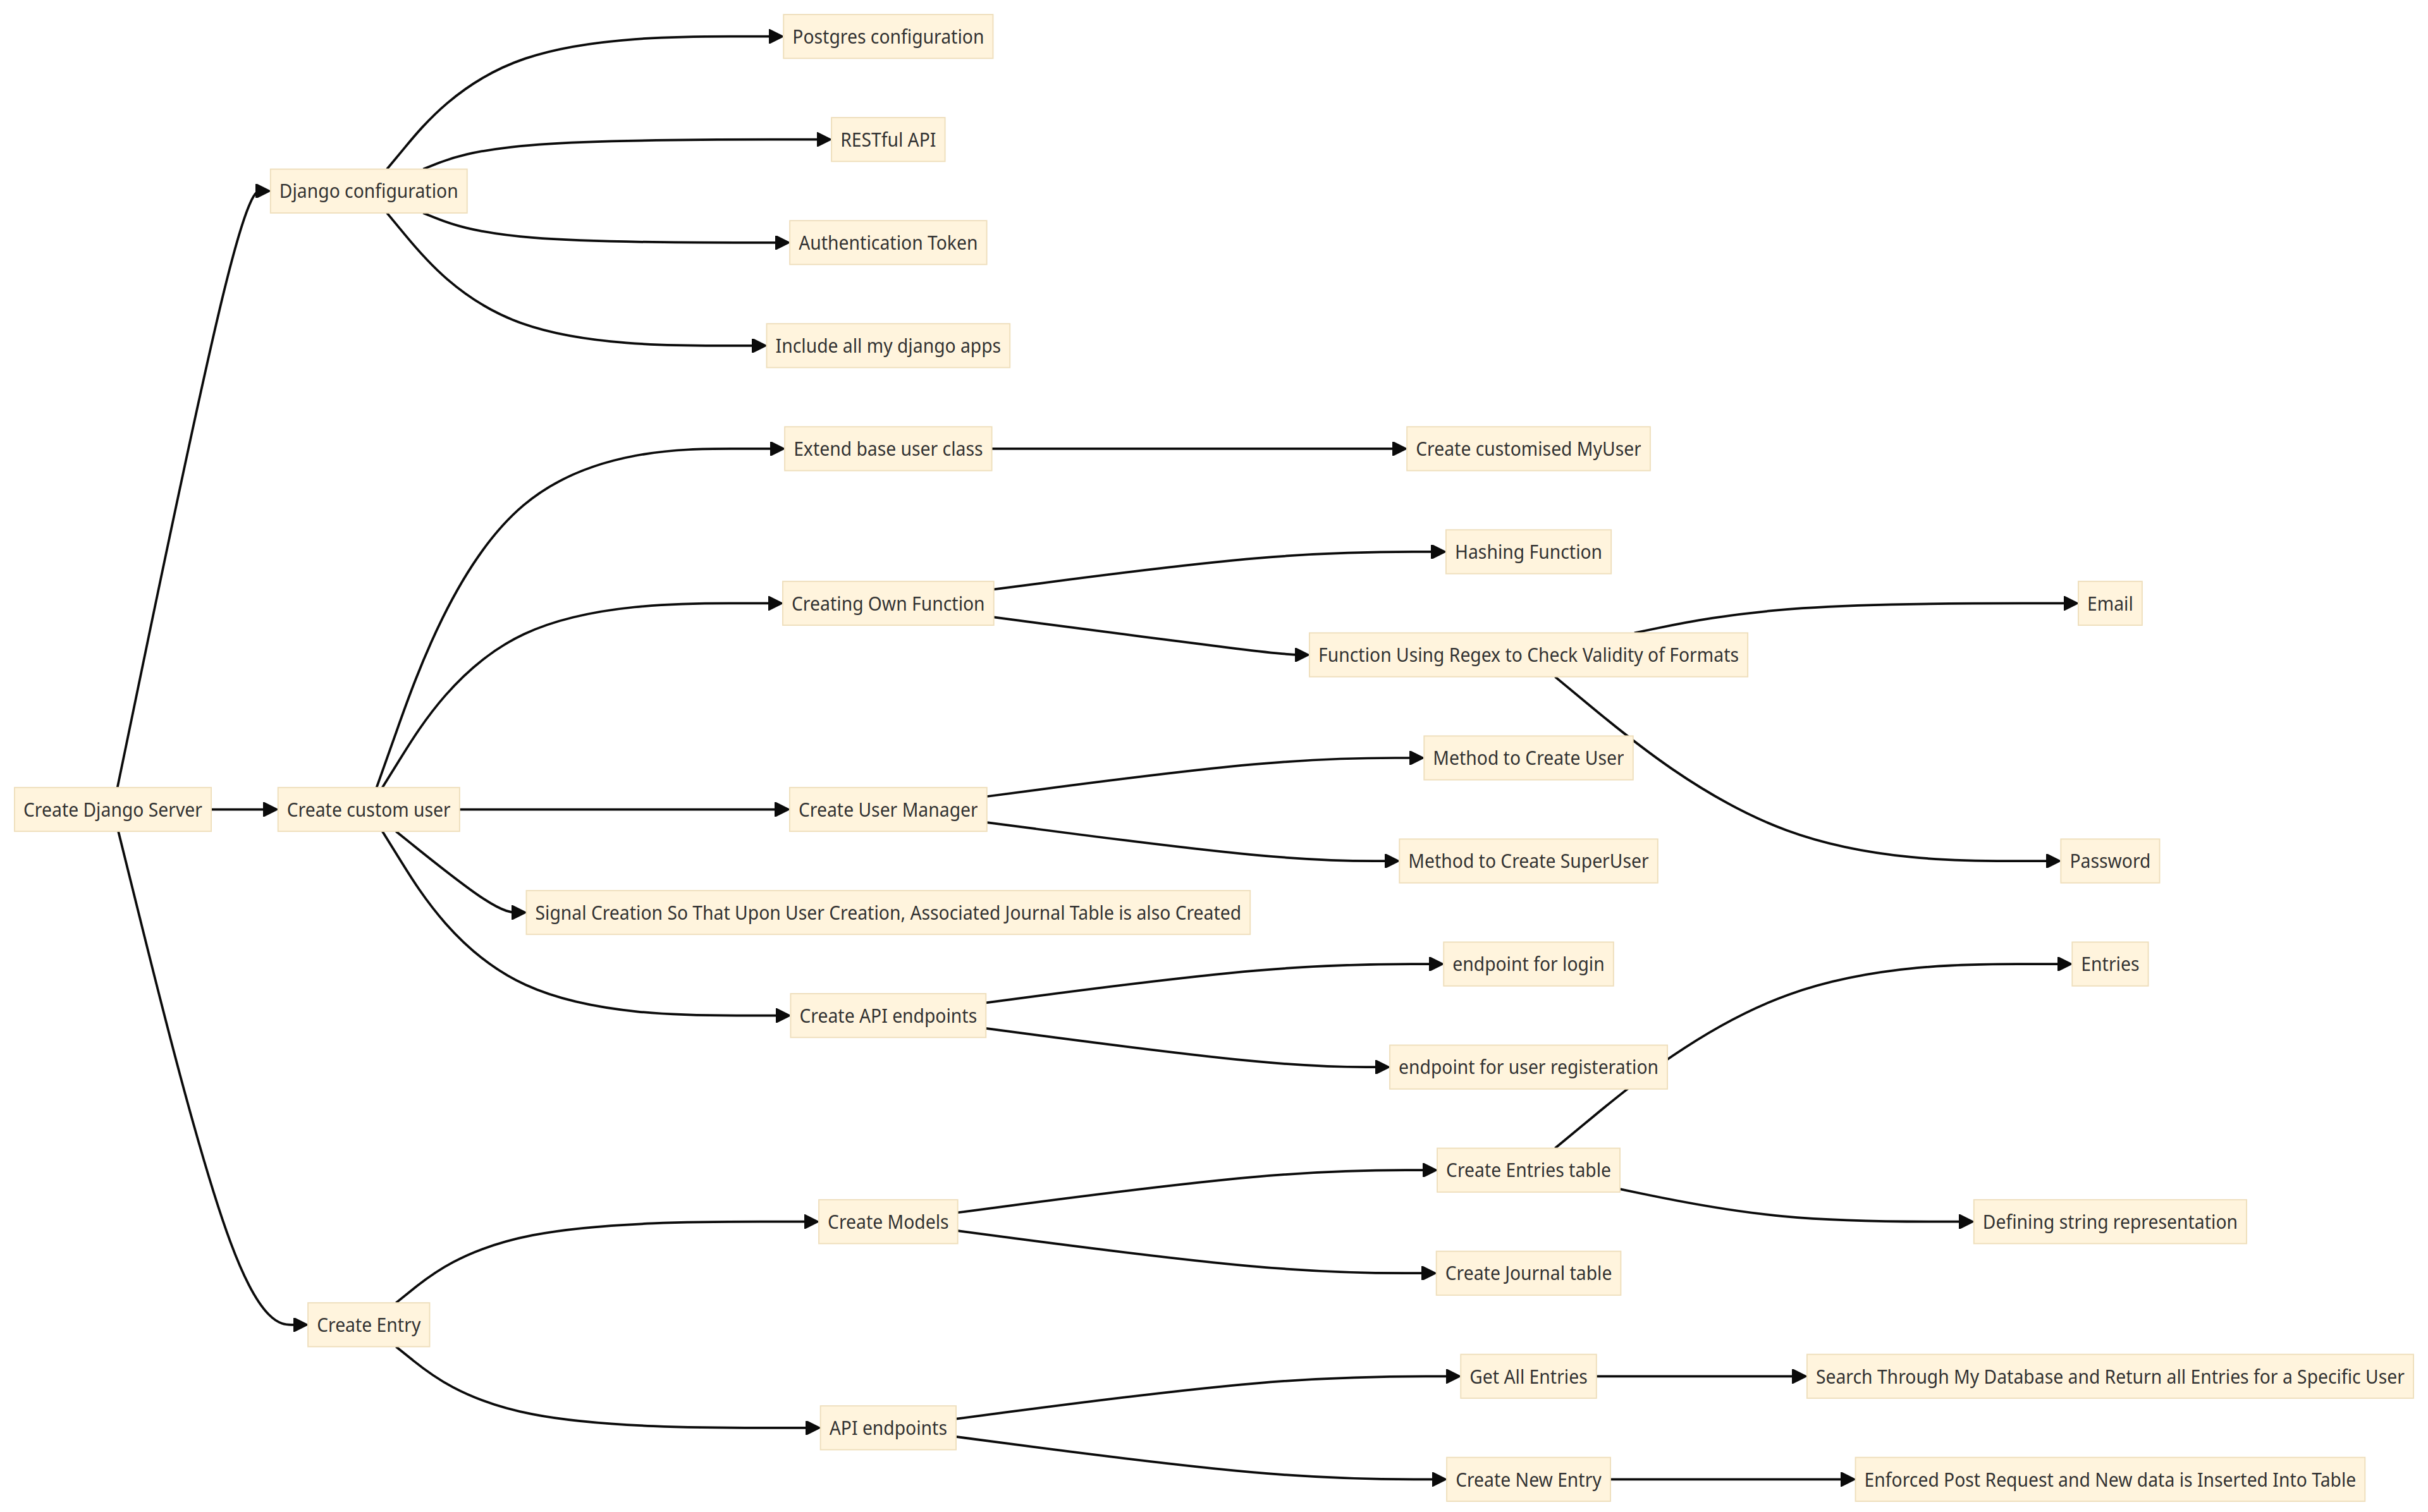 Postgres configuration
RESTful API
Django configuration
Authentication Token
Include all my django apps
Extend base user class
Create customised MyUser
Hashing Function
Creating Own Function
Email
Function Using Regex to Check Validity of Formats
Method to Create User
Create Django Server
Create custom user
Create User Manager
Method to Create SuperUser
Password
Signal Creation So That Upon User Creation, Associated Journal Table is also Created
endpoint for login
Entries
Create API endpoints
endpoint for user registeration
Create Entries table
Create Models
Defining string representation
Create Journal table
Create Entry
Get All Entries
Search Through My Database and Return all Entries for a Specific User
API endpoints
Create New Entry
Enforced Post Request and New data is Inserted Into Table